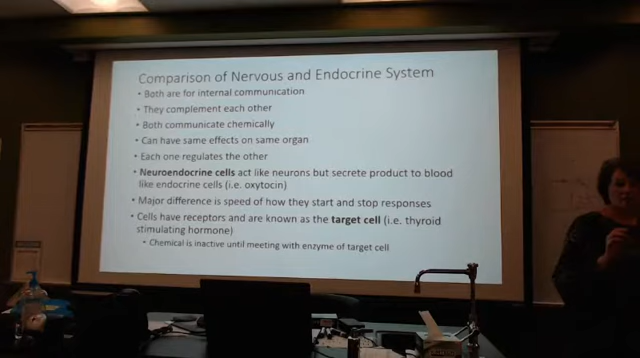 Comparison of Nervous and Endocrine System
• Both are for internal communication
• They complement each other
• Both communicate chemically
• Can have same effects on same organ
• Each one regulates the other
• Neuroendocrine cells act like neurons but secrete product to blood
like endocrine cells (i.e. oxytocin)
• Major difference is speed of how they start and stop responses
• Cells have receptors and are known as the target cell (i.e. thyroid
stimulating hormone)
• Chemical is inactive until meeting with enzyme of target cell